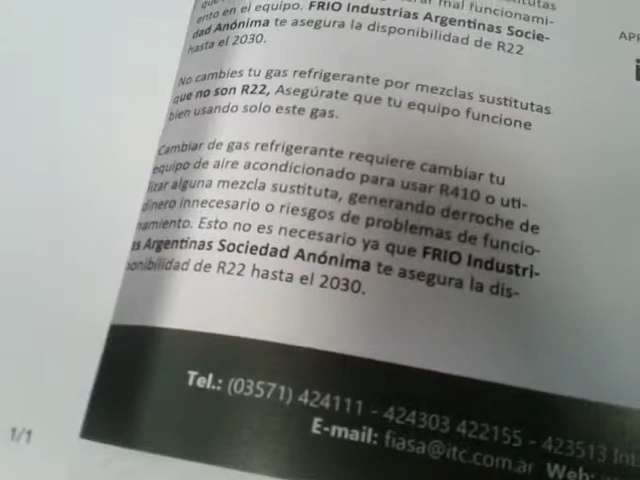 mal funcionami-
ento en el equipo. FRIO Industrias Argentinas Socie-
dad Anónima te asegura la disponibilidad de R22
hasta el 2030.
No cambies tu gas refrigerante por mezclas sustitutas
que no son R22, Asegúrate que tu equipo funcione
bien usando solo este gas.
Cambiar de gas refrigerante requiere cambiar tu
equipo de aire acondicionado para usar R410 o uti-
lizar alguna mezcla sustituta, generando derroche de
dinero innecesario o riesgos de problemas de funcio-
namiento. Esto no es necesario ya que FRIO Industri-
as Argentinas Sociedad Anónima te asegura la dis-
ponibilidad de R22 hasta el 2030.
Tel.: (03571) 424111 - 424303 422155 - 423513 Int
E-mail: fiasa@itc.com.ar Web:
1/1